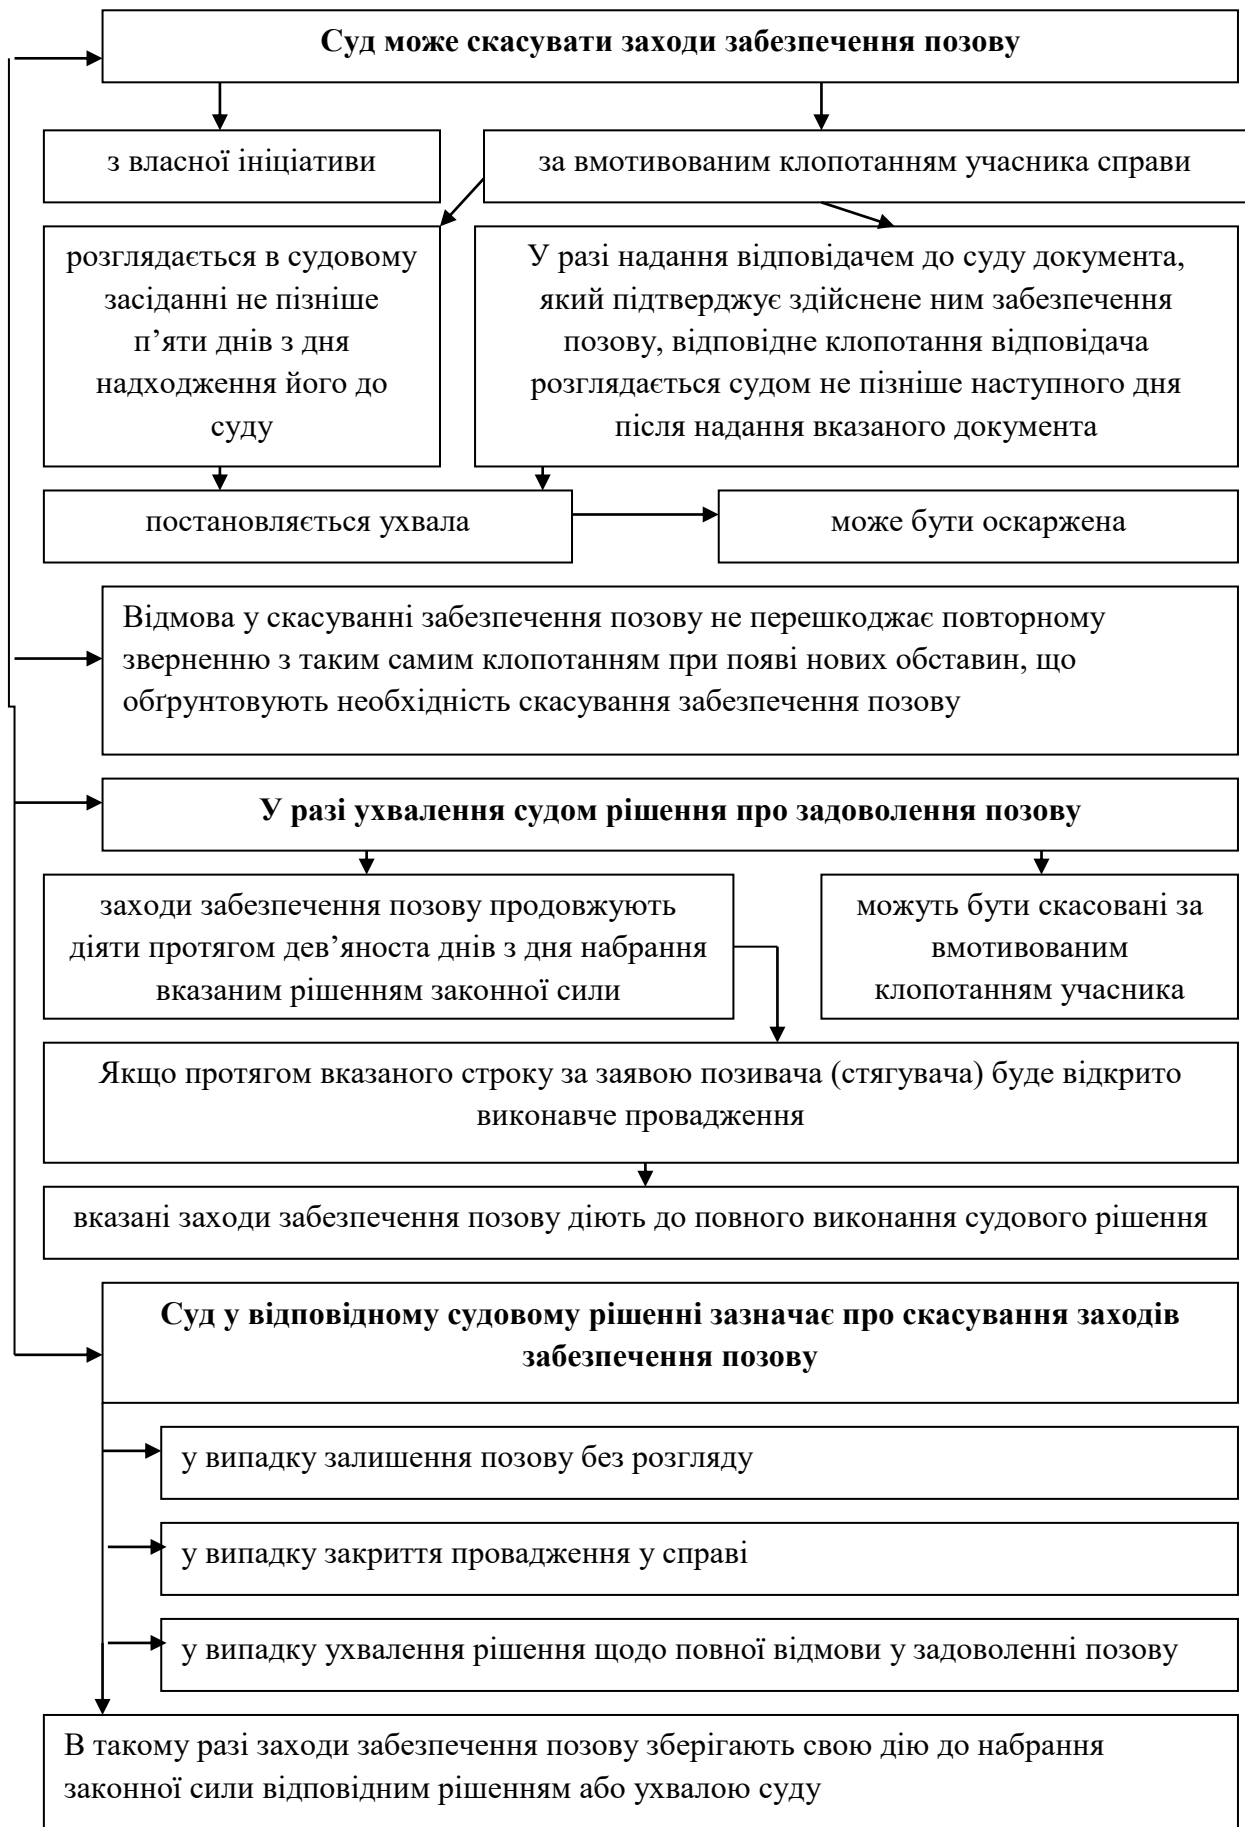 Суд може скасувати заходи забезпечення позову
з власної ініціативи
за вмотивованим клопотанням учасника справи
розглядається в судовому
засіданні не пізніше
п’яти днів з дня
надходження його до
суду
У разі надання відповідачем до суду документа,
який підтверджує здійснене ним забезпечення
позову, відповідне клопотання відповідача
розглядається судом не пізніше наступного дня
після надання вказаного документа
постановляється ухвала
може бути оскаржена
Відмова у скасуванні забезпечення позову не перешкоджає повторному
зверненню з таким самим клопотанням при появі нових обставин, що
обґрунтовують необхідність скасування забезпечення позову
У разі ухвалення судом рішення про задоволення позову
заходи забезпечення позову продовжують
діяти протягом дев’яноста днів з дня набрання
вказаним рішенням законної сили
можуть бути скасовані за
вмотивованим
клопотанням учасника
Якщо протягом вказаного строку за заявою позивача (стягувача) буде відкрито
виконавче провадження
вказані заходи забезпечення позову діють до повного виконання судового рішення
Суд у відповідному судовому рішенні зазначає про скасування заходів
забезпечення позову
у випадку залишення позову без розгляду
у випадку закриття провадження у справі
у випадку ухвалення рішення щодо повної відмови у задоволенні позову
В такому разі заходи забезпечення позову зберігають свою дію до набрання
законної сили відповідним рішенням або ухвалою суду